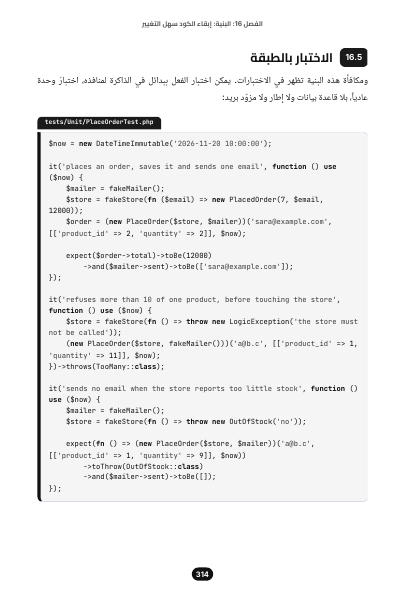 الفصل 16: البنية: إبقاء الكود سهل التغيير
16.5 الاختبار بالطبقة
ومكافأة هذه البنية تظهر في الاختبارات. يمكن اختبار الفعل ببدائل في الذاكرة لمنافذه، اختبارَ وحدة
عادياً، بلا قاعدة بيانات ولا إطار ولا مزوّد بريد:
tests/Unit/PlaceOrderTest.php
$now = new DateTimeImmutable('2026-11-20 10:00:00');
it('places an order, saves it and sends one email', function () use
($now) {
    $mailer = fakeMailer();
    $store = fakeStore(fn ($email) => new PlacedOrder(7, $email,
12000));
    $order = (new PlaceOrder($store, $mailer))('sara@example.com',
[['product_id' => 2, 'quantity' => 2]], $now);
    expect($order->total)->toBe(12000)
        ->and($mailer->sent)->toBe(['sara@example.com']);
});
it('refuses more than 10 of one product, before touching the store',
function () use ($now) {
    $store = fakeStore(fn () => throw new LogicException('the store must
not be called'));
    (new PlaceOrder($store, fakeMailer()))('a@b.c', [['product_id' => 1,
'quantity' => 11]], $now);
})->throws(TooMany::class);
it('sends no email when the store reports too little stock', function ()
use ($now) {
    $mailer = fakeMailer();
    $store = fakeStore(fn () => throw new OutOfStock('no'));
    expect(fn () => (new PlaceOrder($store, $mailer))('a@b.c',
[['product_id' => 1, 'quantity' => 9]], $now))
        ->toThrow(OutOfStock::class)
        ->and($mailer->sent)->toBe([]);
});
314